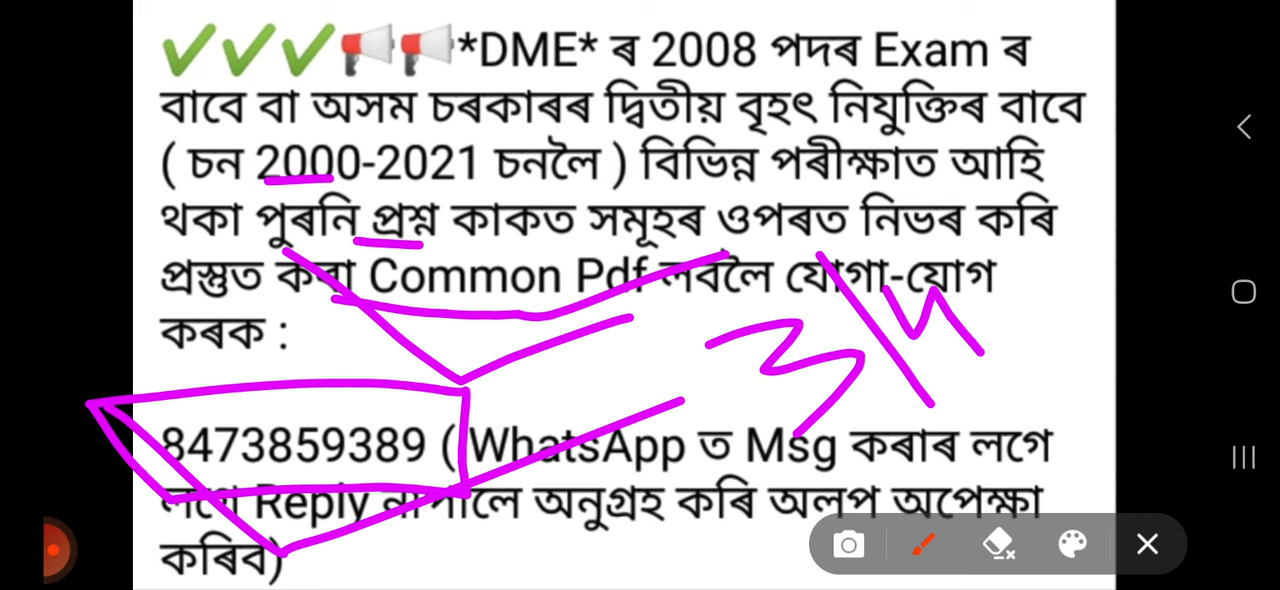 ✔✔✔📢📢*DME* ৰ 2008 পদৰ Exam ৰ
বাবে বা অসম চৰকাৰৰ দ্বিতীয় বৃহৎ নিযুক্তিৰ বাবে
( চন 2000-2021 চনলৈ ) বিভিন্ন পৰীক্ষাত আহি
থকা পুৰনি প্ৰশ্ন কাকত সমূহৰ ওপৰত নিভৰ কৰি
প্ৰস্তুত কৰা Common Pdf লবলৈ যোগা-যোগ
কৰক :
3/4
8473859389 ( WhatsApp ত Msg কৰাৰ লগে
লগে Reply নাপালে অনুগ্ৰহ কৰি অলপ অপেক্ষা
কৰিব)